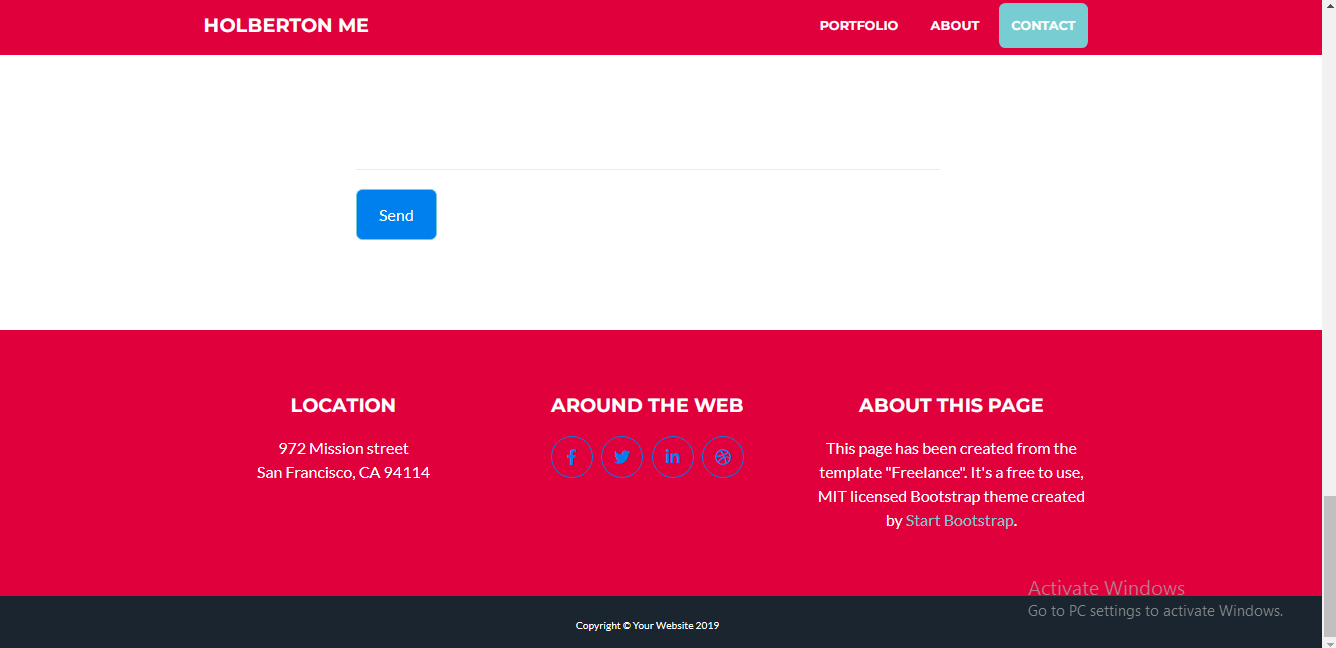 HOLBERTON ME
PORTFOLIO
ABOUT
CONTACT
Send
LOCATION
972 Mission street
San Francisco, CA 94114
AROUND THE WEB
ABOUT THIS PAGE
This page has been created from the
template "Freelance". It's a free to use,
MIT licensed Bootstrap theme created
by Start Bootstrap.
Activate Windows
Go to PC settings to activate Windows.
Copyright © Your Website 2019